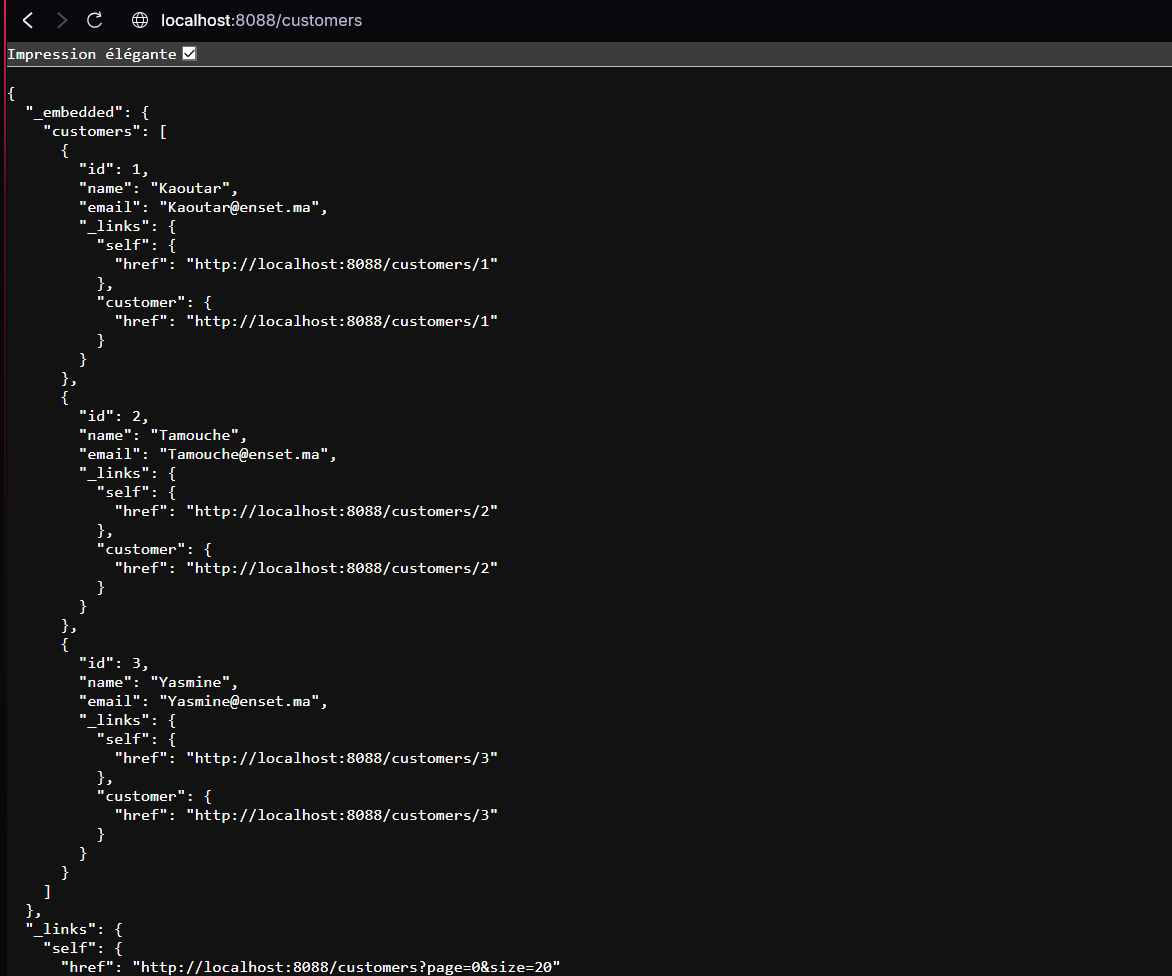 localhost:8088/customers
Impression élégante
{
  "_embedded": {
    "customers": [
      {
        "id": 1,
        "name": "Kaoutar",
        "email": "Kaoutar@enset.ma",
        "_links": {
          "self": {
            "href": "http://localhost:8088/customers/1"
          },
          "customer": {
            "href": "http://localhost:8088/customers/1"
          }
        }
      },
      {
        "id": 2,
        "name": "Tamouche",
        "email": "Tamouche@enset.ma",
        "_links": {
          "self": {
            "href": "http://localhost:8088/customers/2"
          },
          "customer": {
            "href": "http://localhost:8088/customers/2"
          }
        }
      },
      {
        "id": 3,
        "name": "Yasmine",
        "email": "Yasmine@enset.ma",
        "_links": {
          "self": {
            "href": "http://localhost:8088/customers/3"
          },
          "customer": {
            "href": "http://localhost:8088/customers/3"
          }
        }
      }
    ]
  },
  "_links": {
    "self": {
      "href": "http://localhost:8088/customers?page=0&size=20"